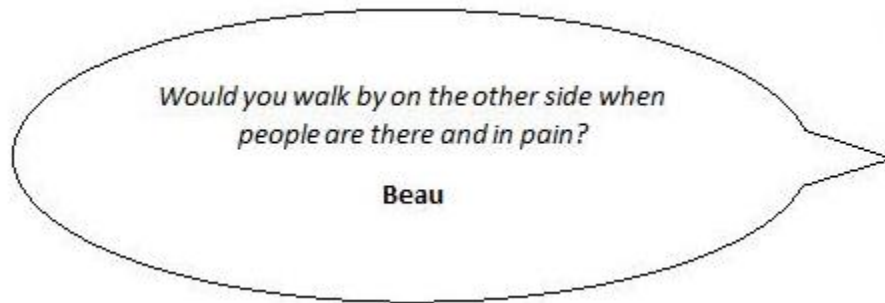 Would you walk by on the other side when
people are there and in pain?
Beau